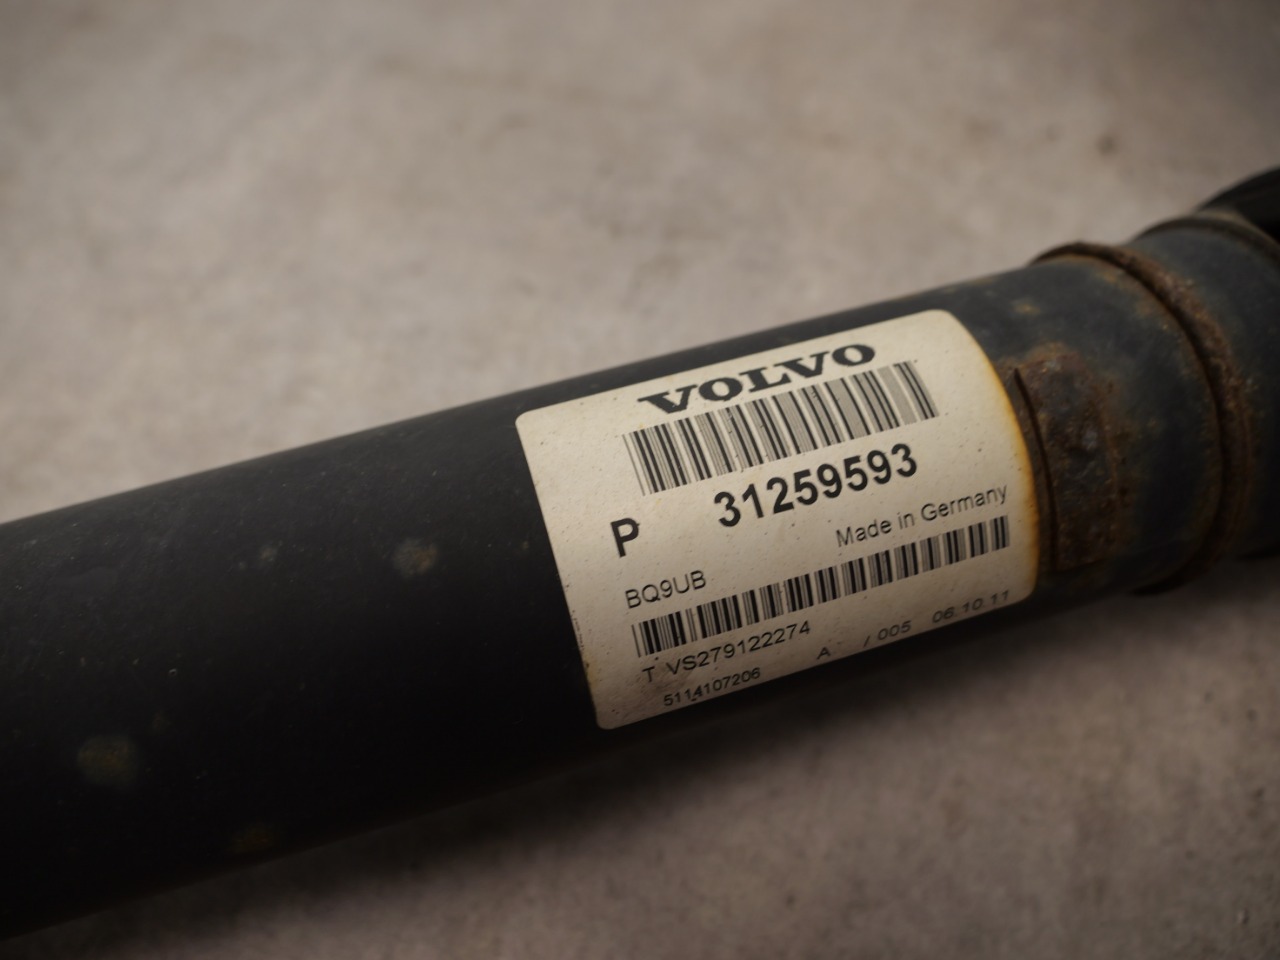 VOLVO
P 31259593
Made in Germany
BQ9UB
T VS279122274
5114107206 A / 005 06.10.11